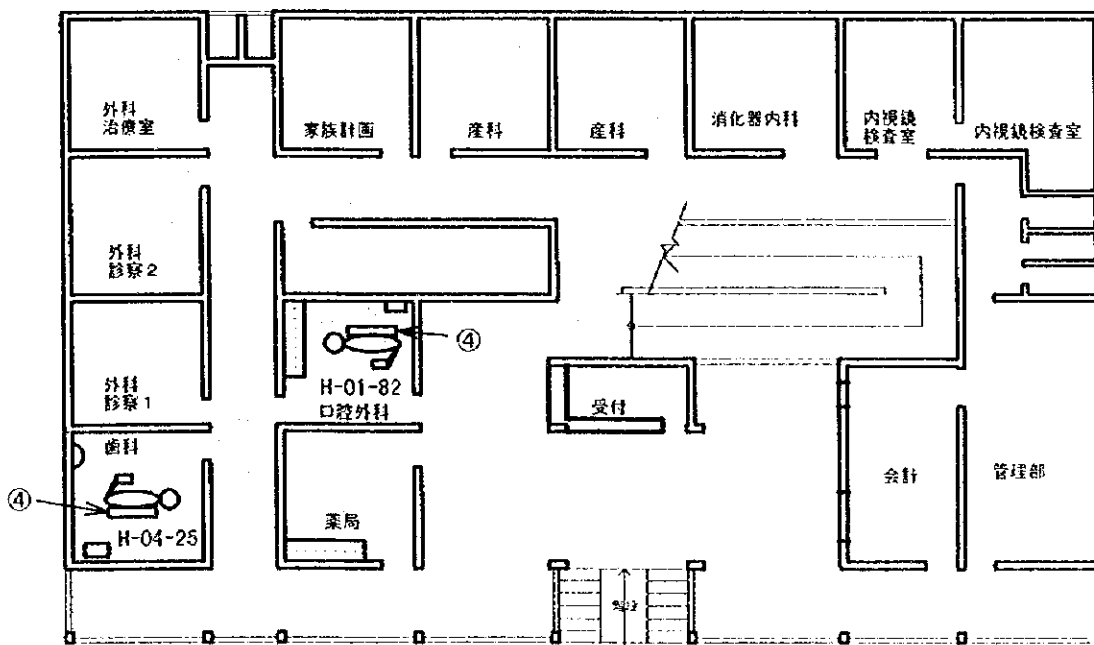 外科
治療室
家族計画
産科
産科
消化器内科
内視鏡
検査室
内視鏡検査室
外科
診察2
④
H-01-82
口腔外科
外科
診察1
受付
歯科
④
H-04-25
薬局
会計
管理部